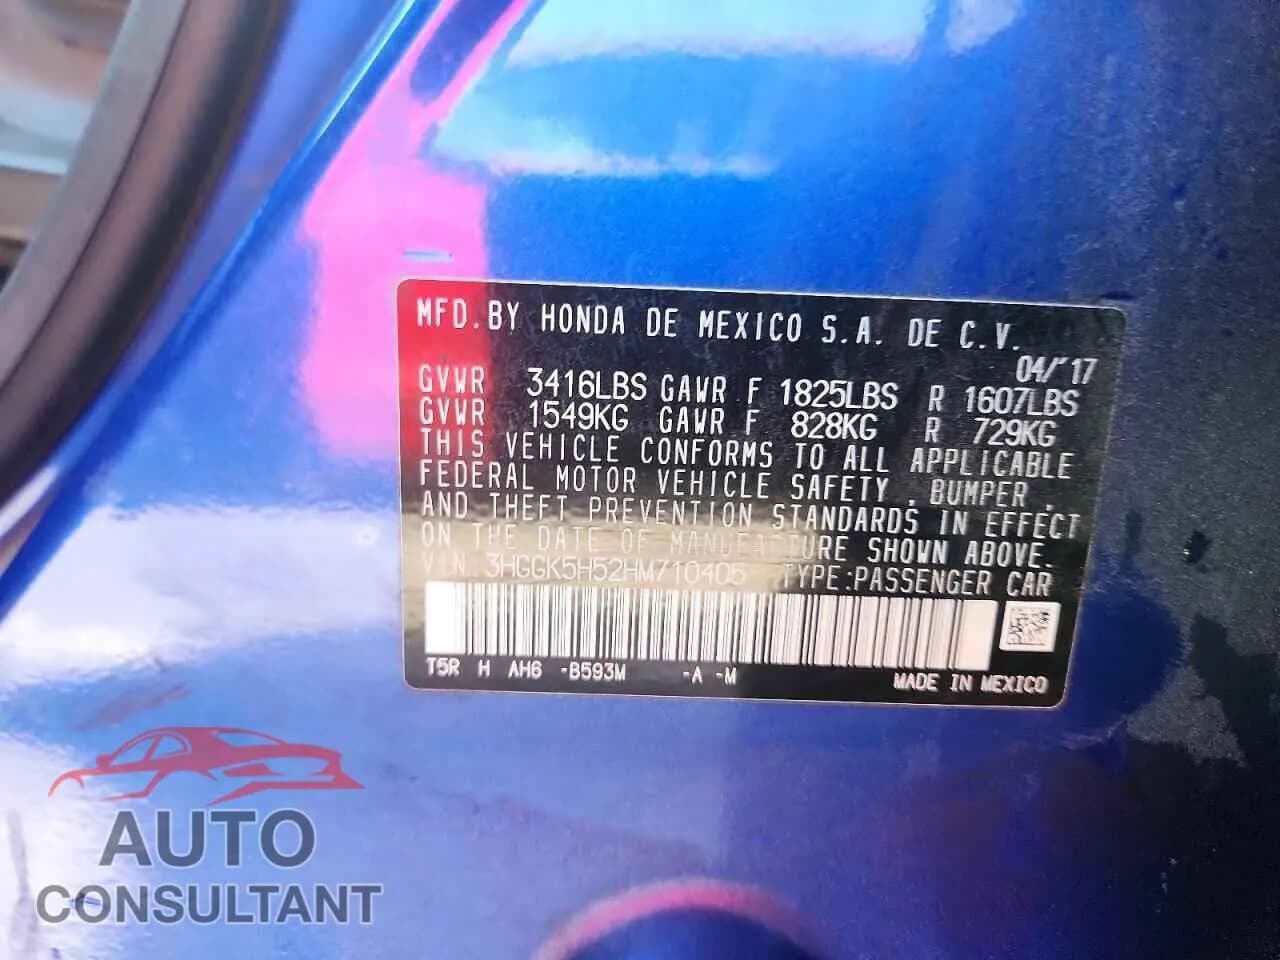 MFD. BY HONDA DE MEXICO S.A. DE C.V.
04/'17
GVWR 3416LBS GAWR F 1825LBS R 1607LBS
GVWR 1549KG GAWR F 828KG R 729KG
THIS VEHICLE CONFORMS TO ALL APPLICABLE
FEDERAL MOTOR VEHICLE SAFETY, BUMPER,
AND THEFT PREVENTION STANDARDS IN EFFECT
ON THE DATE OF MANUFACTURE SHOWN ABOVE.
VIN 3HGGK5H52HM710405 TYPE:PASSENGER CAR
T5R H AH6 -B593M -A -M
MADE IN MEXICO
AUTO
CONSULTANT